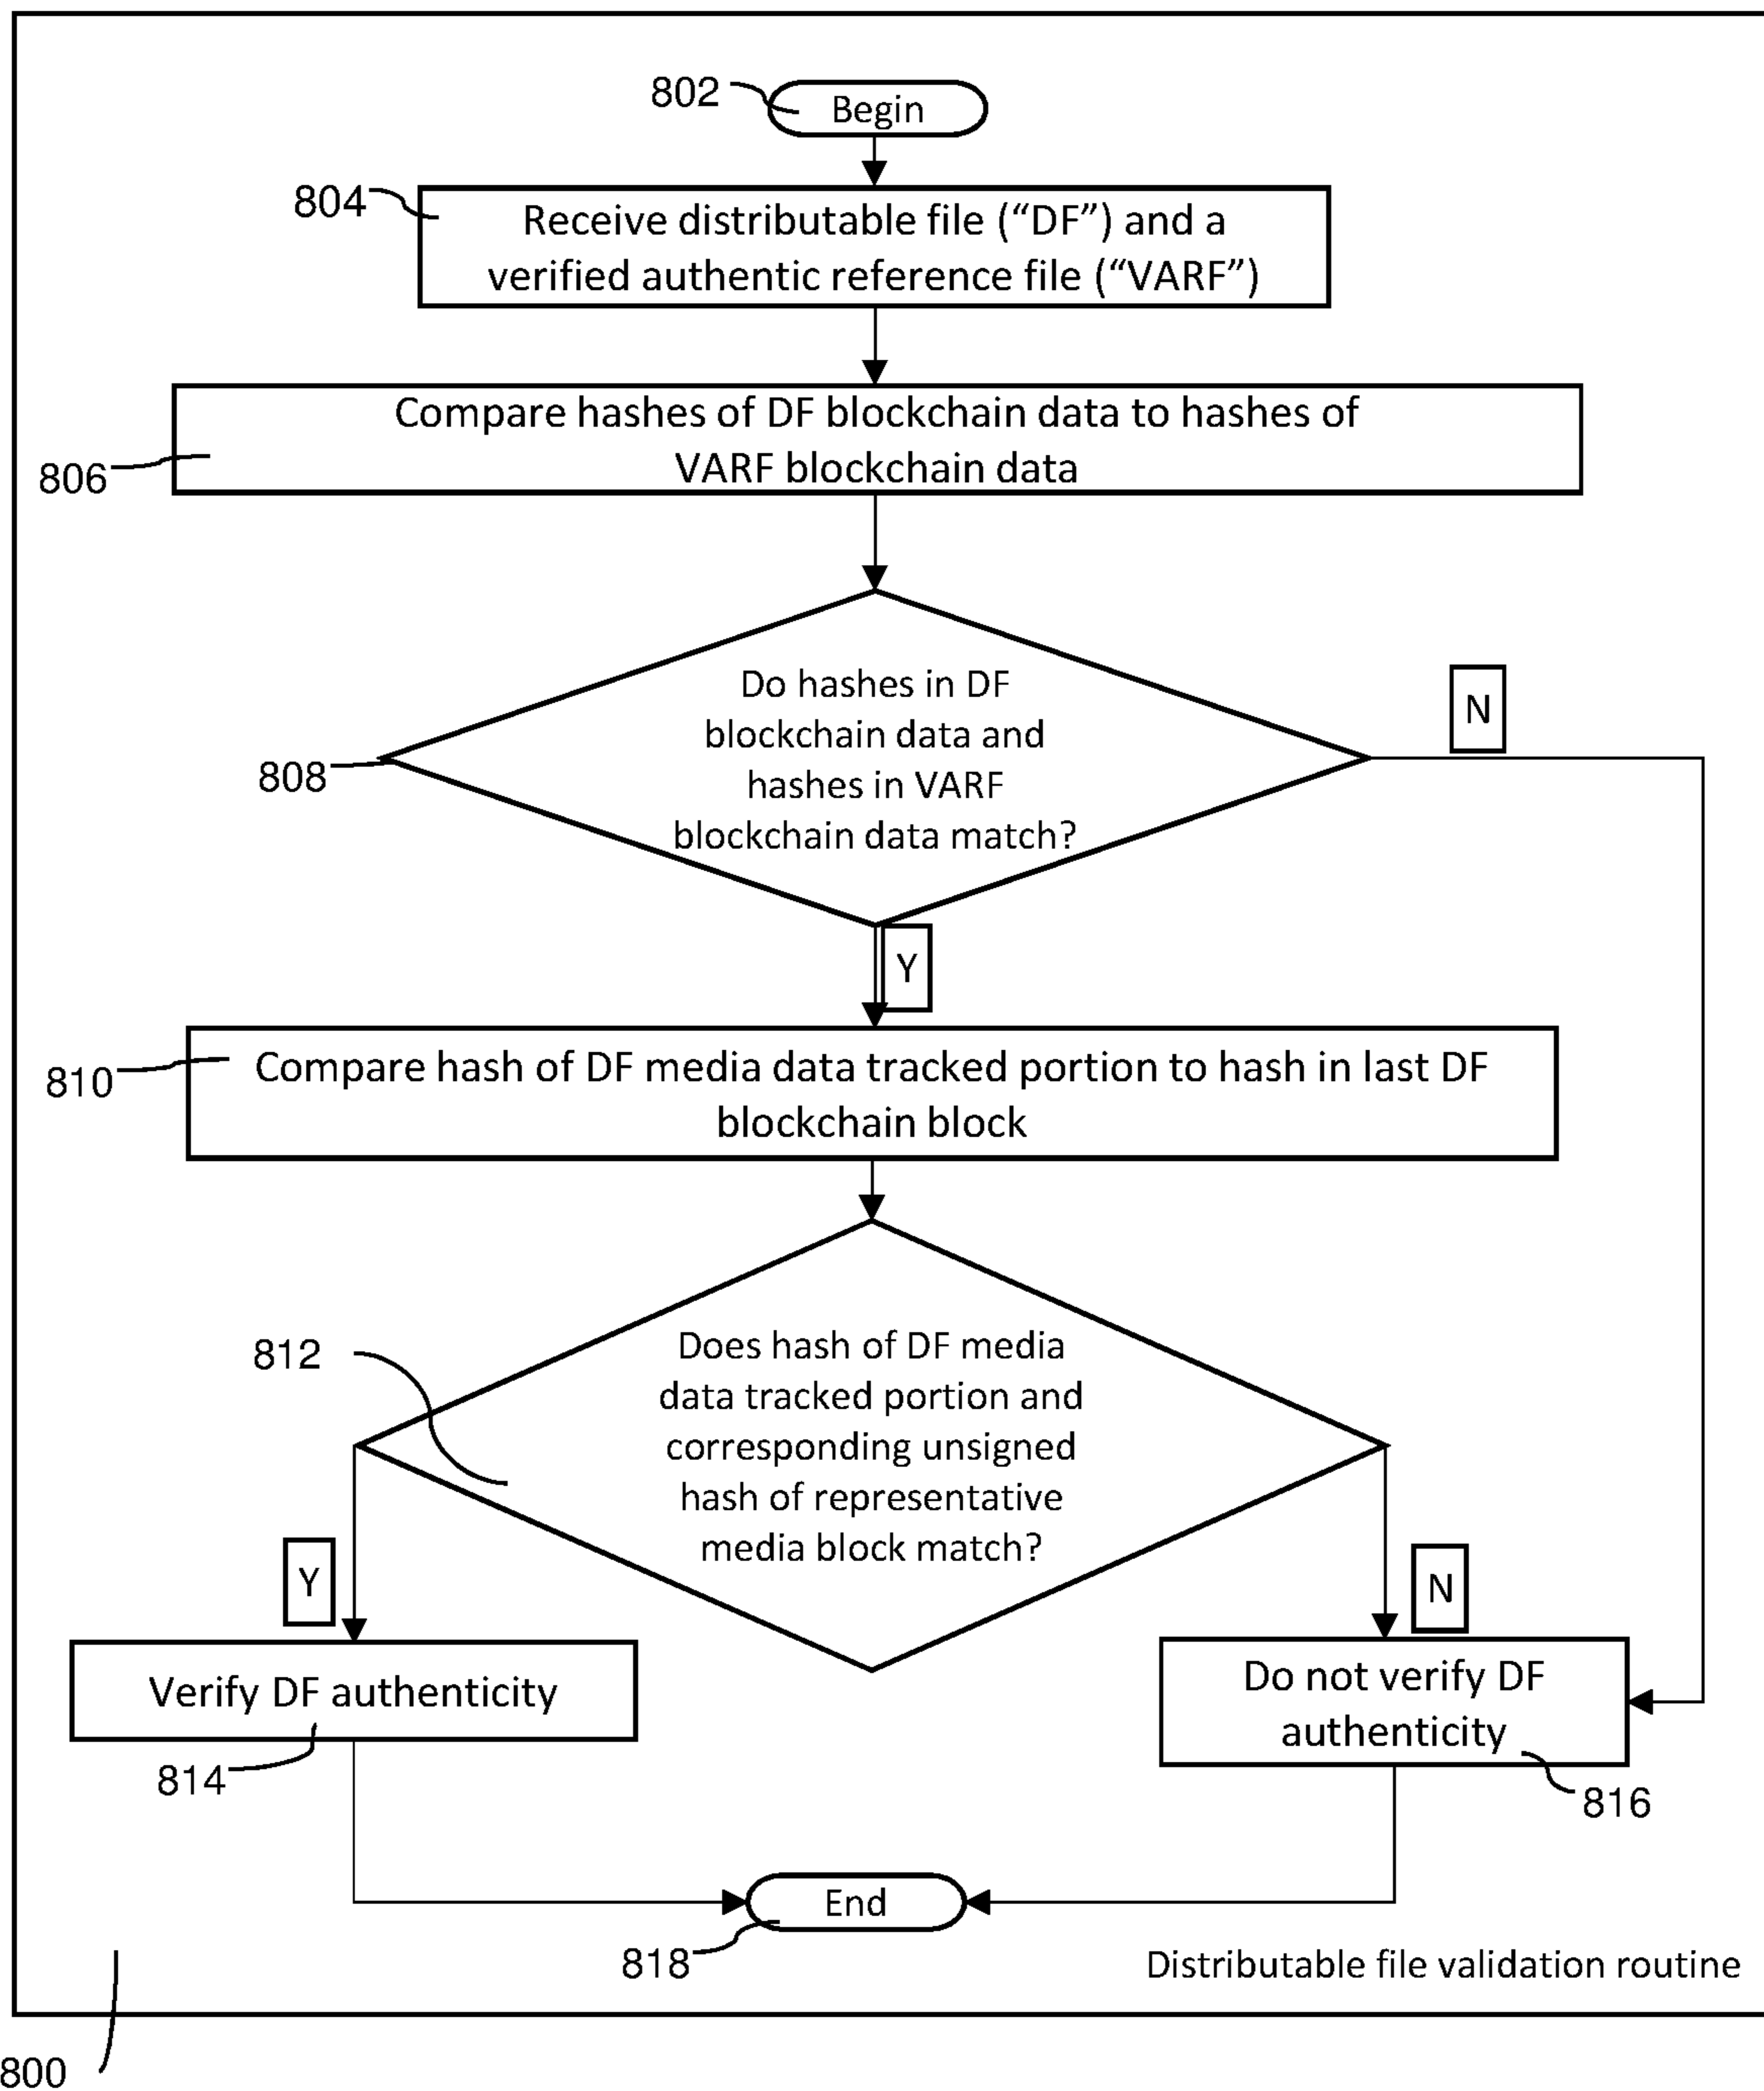 802
Begin
804
Receive distributable file (“DF”) and a
verified authentic reference file (“VARF”)
Compare hashes of DF blockchain data to hashes of
VARF blockchain data
806
Do hashes in DF
blockchain data and
hashes in VARF
blockchain data match?
N
808
Y
Compare hash of DF media data tracked portion to hash in last DF
blockchain block
810
812
Does hash of DF media
data tracked portion and
corresponding unsigned
hash of representative
media block match?
Y
N
Verify DF authenticity
814
Do not verify DF
authenticity
816
End
818
Distributable file validation routine
800